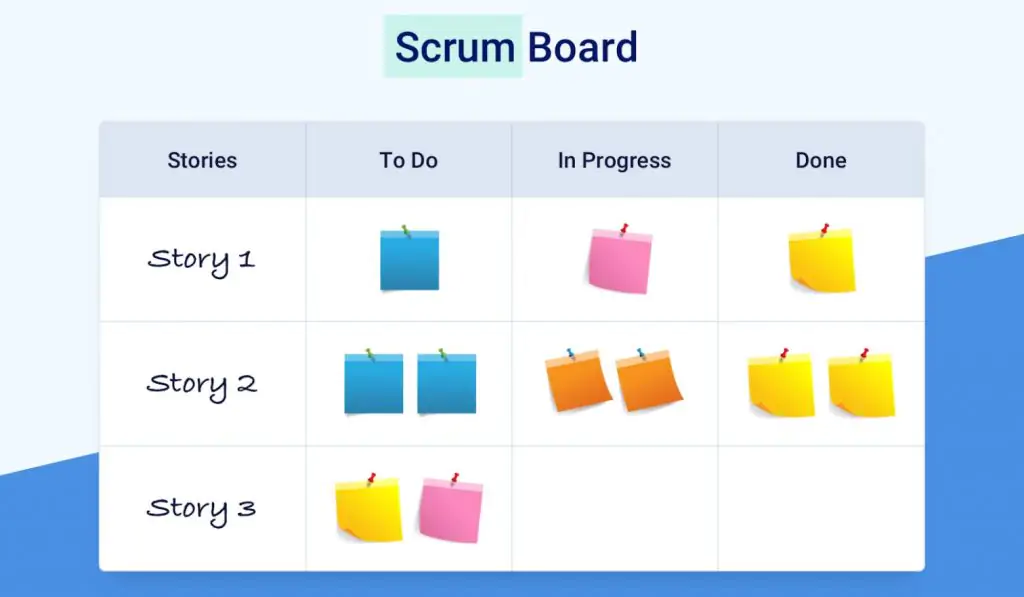 Scrum Board
Stories To Do In Progress Done
Story 1
Story 2
Story 3